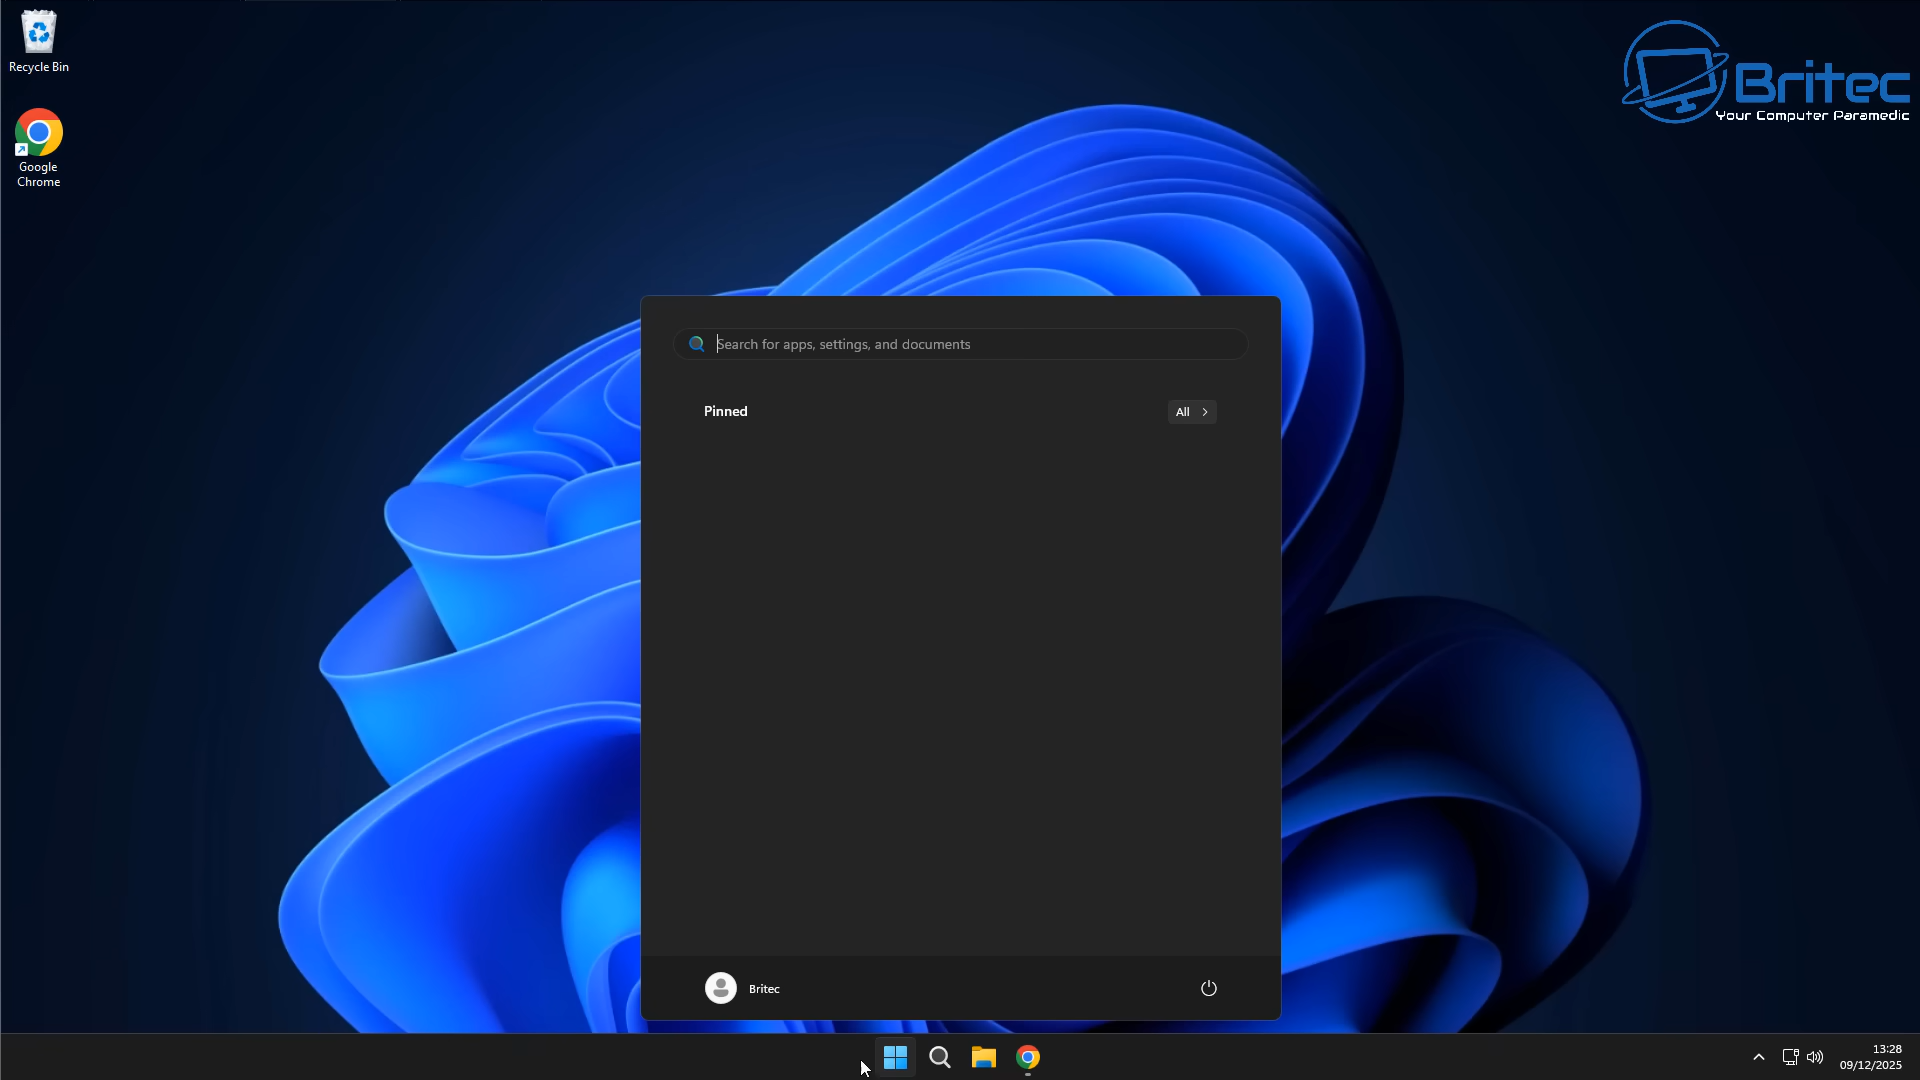 Recycle Bin
Google
Chrome
Britec
Your Computer Paramedic
Search for apps, settings, and documents
Pinned
All
Britec
13:28
09/12/2025